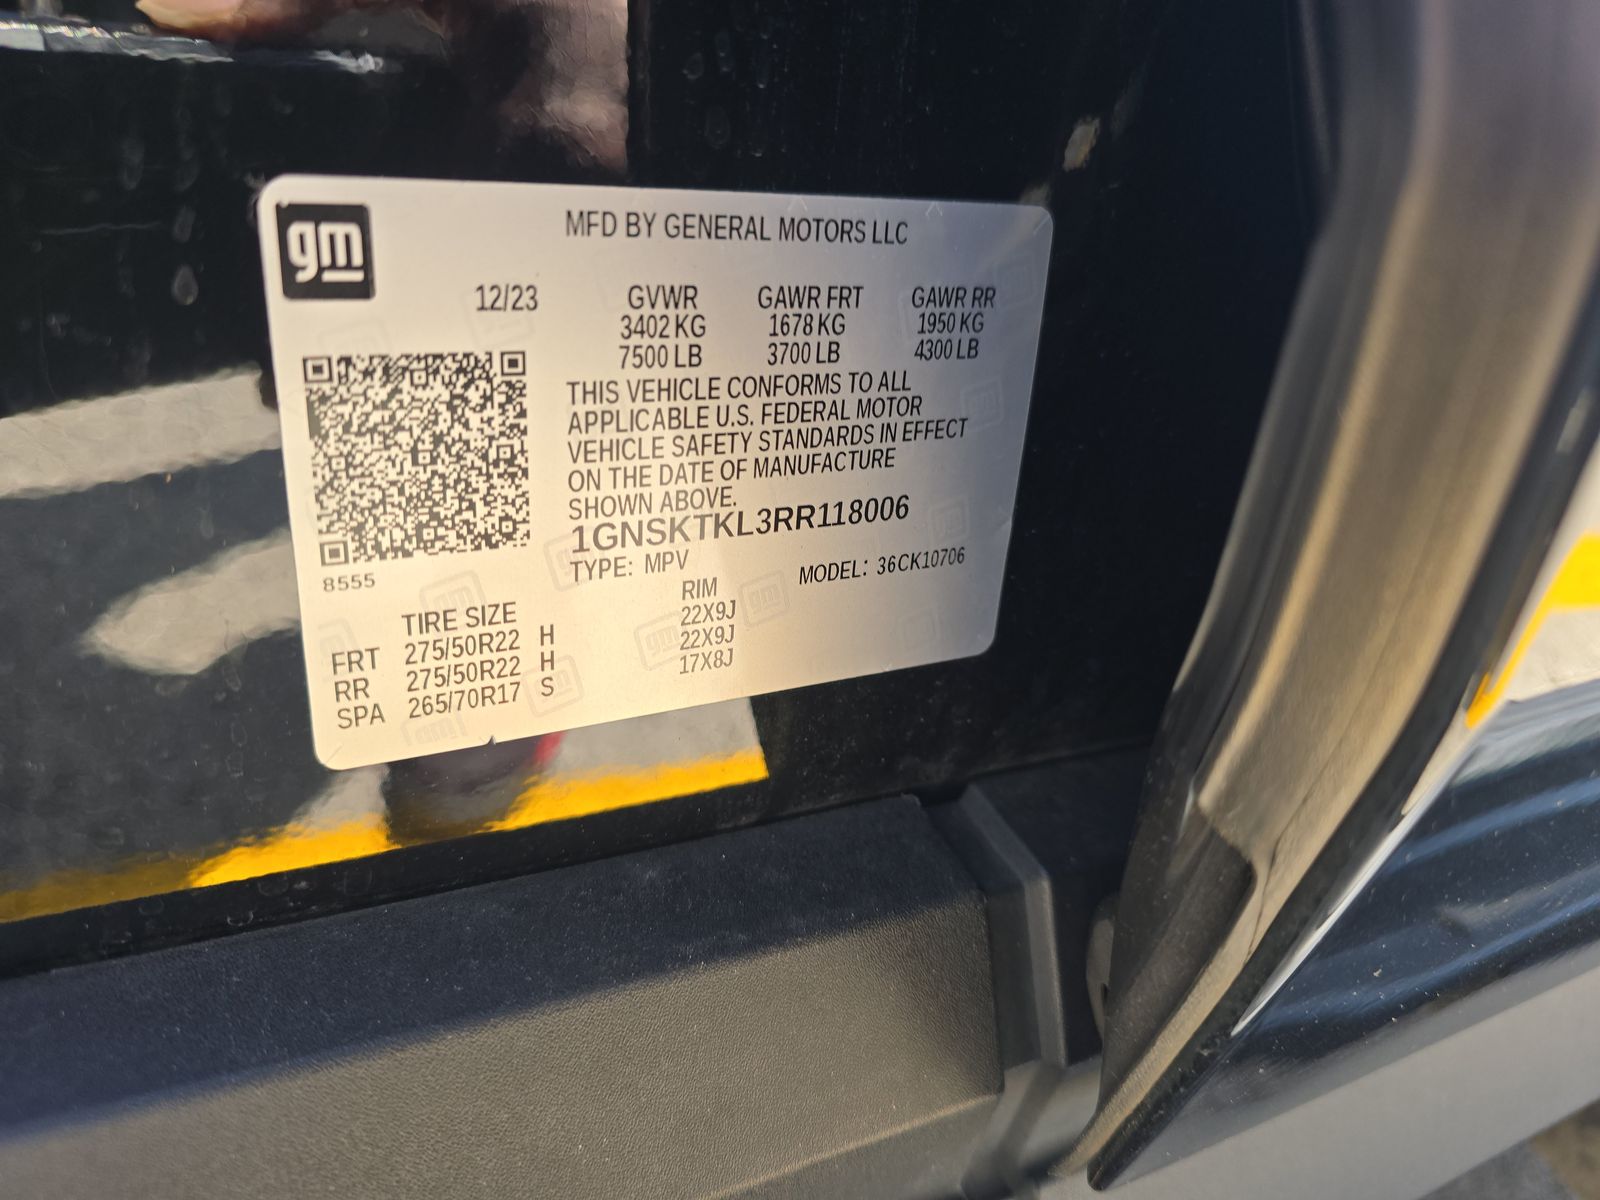 gm
MFD BY GENERAL MOTORS LLC
12/23 GVWR GAWR FRT GAWR RR
3402 KG 1678 KG 1950 KG
7500 LB 3700 LB 4300 LB
THIS VEHICLE CONFORMS TO ALL
APPLICABLE U.S. FEDERAL MOTOR
VEHICLE SAFETY STANDARDS IN EFFECT
ON THE DATE OF MANUFACTURE
SHOWN ABOVE.
1GNSKTKL3RR118006
TYPE: MPV MODEL: 36CK10706
8555
TIRE SIZE RIM
FRT 275/50R22 H 22X9J
RR 275/50R22 H 22X9J
SPA 265/70R17 S 17X8J